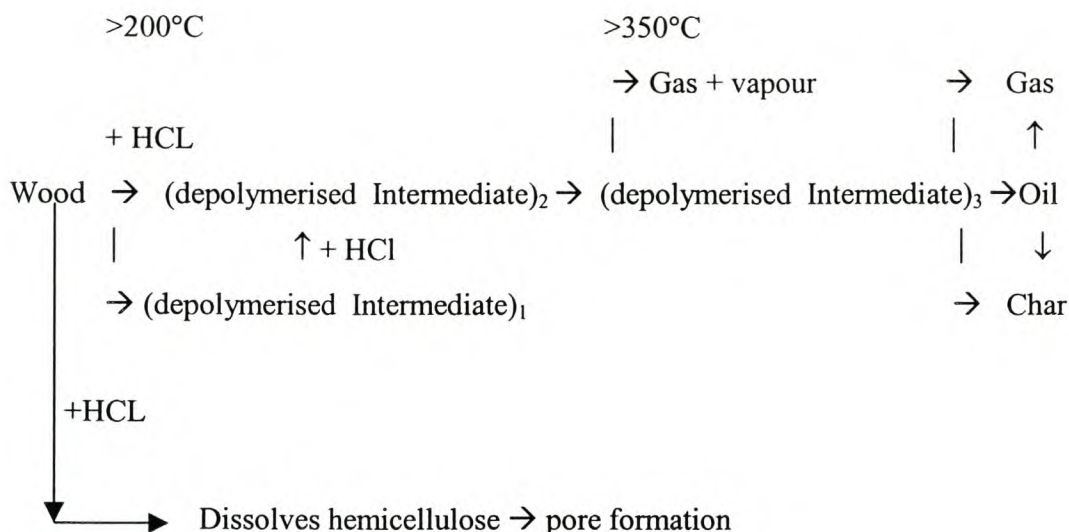 >200°C >350°C
→ Gas + vapour → Gas
+ HCL | | ↑
Wood → (depolymerised Intermediate)₂ → (depolymerised Intermediate)₃ →Oil
| ↑ + HCl | ↓
→ (depolymerised Intermediate)₁ → Char
+HCL
Dissolves hemicellulose → pore formation